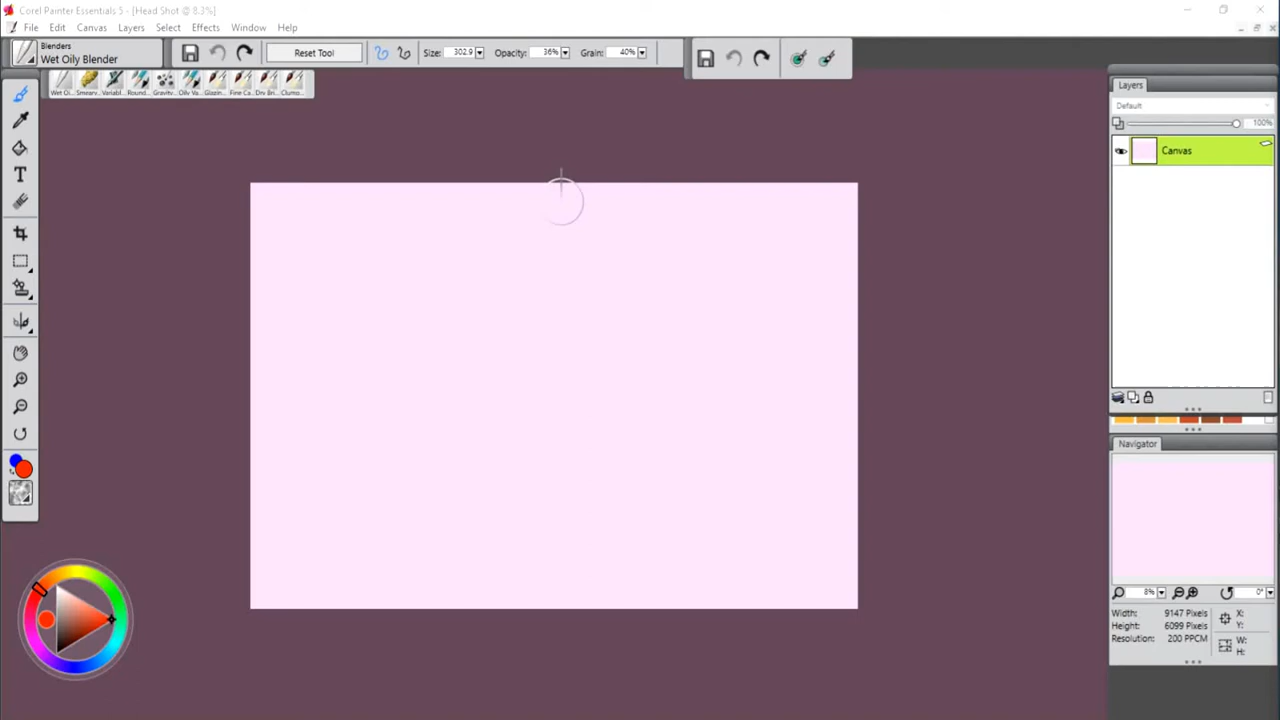 Corel Painter Essentials 5 - [Head Shot @ 8.3%]
File Edit Canvas Layers Select Effects Window Help
Blenders
Wet Oily Blender
Reset Tool Size: 302.9 Opacity: 36% Grain: 40%
Wet Oi... Smeary... Variabl... Round... Gravity... Oily Va... Glazin... Fine Ca... Dry Bri... Clums...
Layers
Default
100%
Canvas
T
Navigator
8% 0°
Width: 9147 Pixels X:
Height: 6099 Pixels Y:
Resolution: 200 PPCM W:
H: